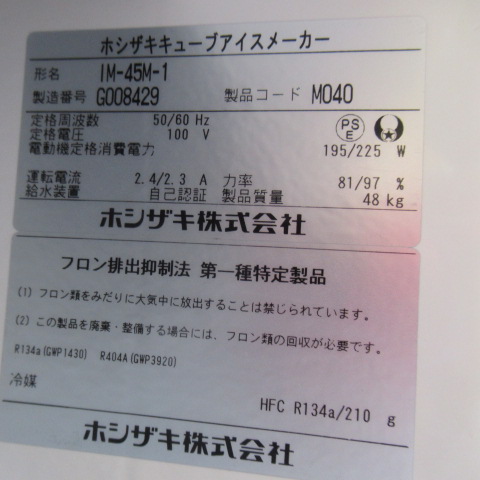 ホシザキキューブアイスメーカー
形名 IM-45M-1
製造番号 G008429 製品コード M040
定格周波数 50/60 Hz
定格電圧 100 V
PS E
電動機定格消費電力 195/225 W
運転電流 2.4/2.3 A 力率 81/97 %
給水装置 自己認証 製品質量 48 kg
ホシザキ株式会社
フロン排出抑制法 第一種特定製品
(1) フロン類をみだりに大気中に放出することは禁じられています。
(2) この製品を廃棄・整備する場合には、フロン類の回収が必要です。
R134a(GWP1430) R404A(GWP3920)
冷媒 HFC R134a/210 g
ホシザキ株式会社